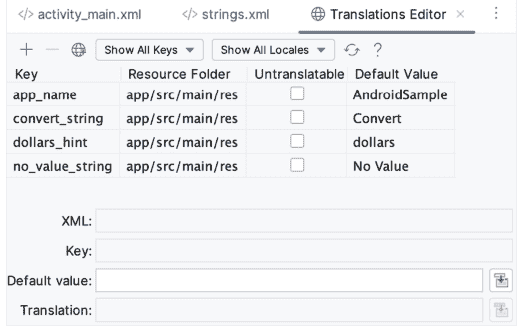 activity_main.xml strings.xml Translations Editor
Show All Keys Show All Locales ?
Key Resource Folder Untranslatable Default Value
app_name app/src/main/res AndroidSample
convert_string app/src/main/res Convert
dollars_hint app/src/main/res dollars
no_value_string app/src/main/res No Value
XML:
Key:
Default value:
Translation: